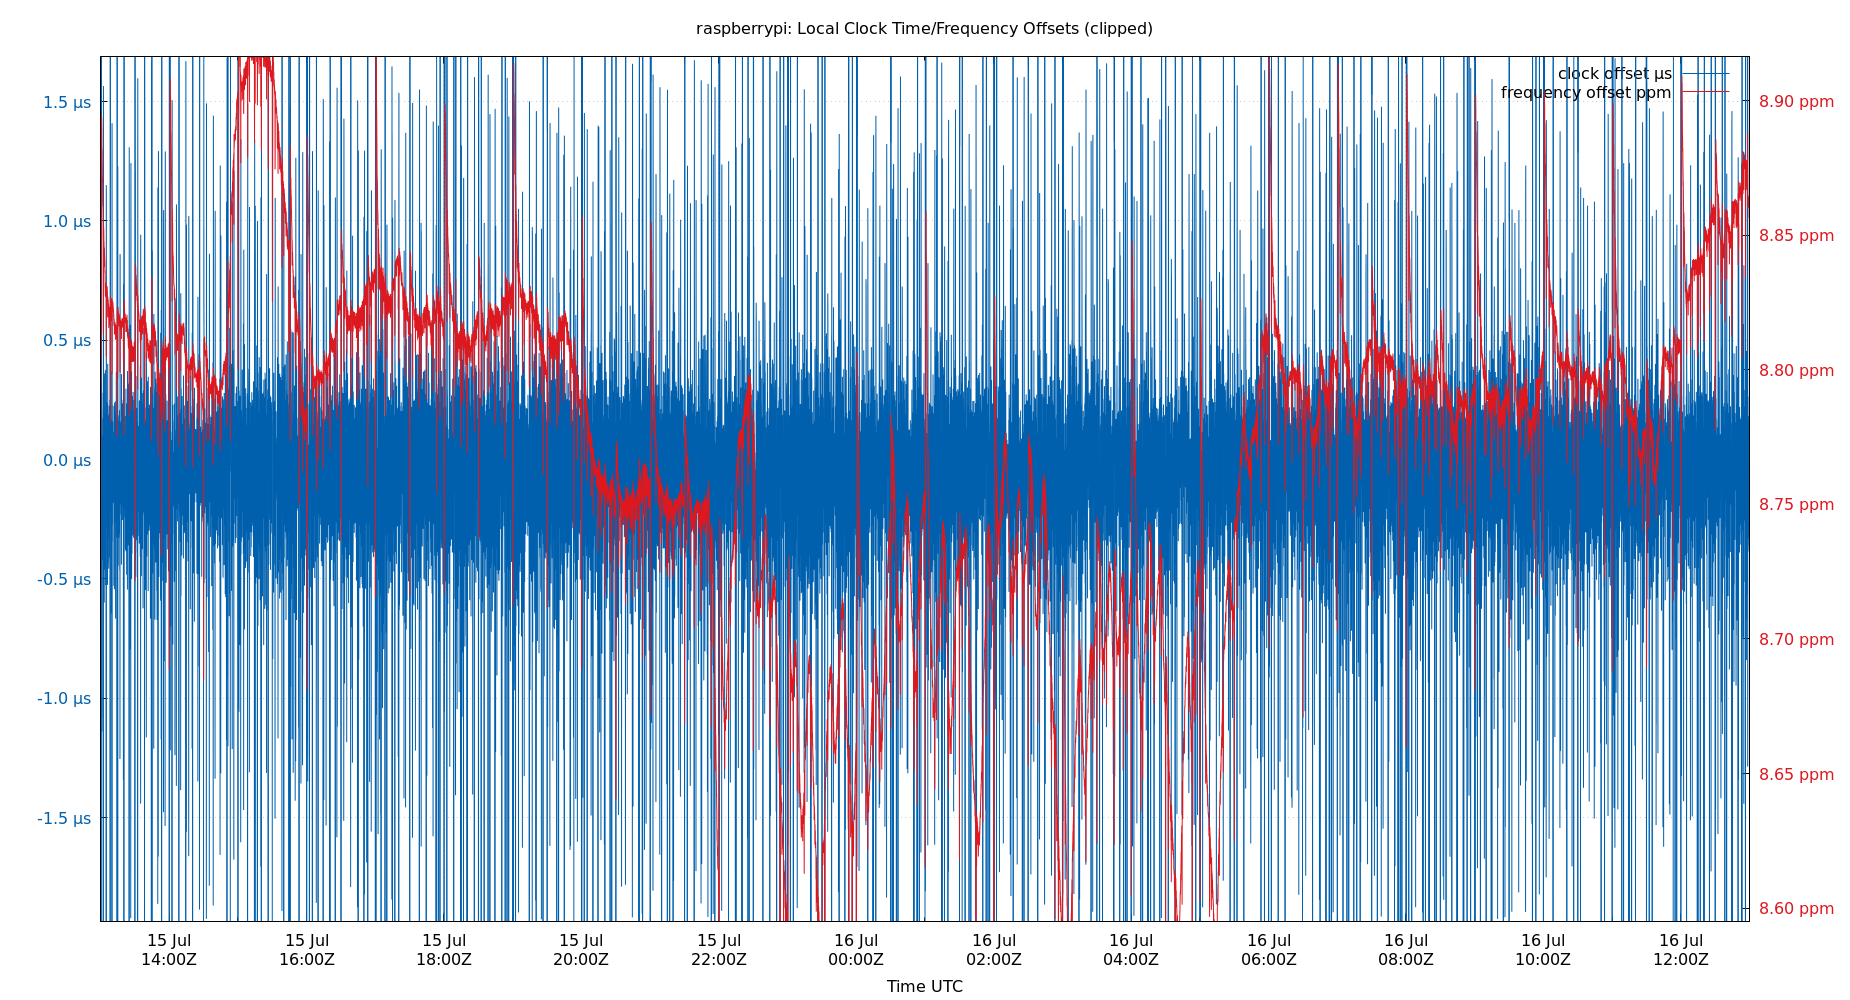 raspberrypi: Local Clock Time/Frequency Offsets (clipped)
clock offset µs
frequency offset ppm
1.5 µs
1.0 µs
0.5 µs
0.0 µs
-0.5 µs
-1.0 µs
-1.5 µs
8.90 ppm
8.85 ppm
8.80 ppm
8.75 ppm
8.70 ppm
8.65 ppm
8.60 ppm
15 Jul 15 Jul 15 Jul 15 Jul 15 Jul 16 Jul 16 Jul 16 Jul 16 Jul 16 Jul 16 Jul 16 Jul
14:00Z 16:00Z 18:00Z 20:00Z 22:00Z 00:00Z 02:00Z 04:00Z 06:00Z 08:00Z 10:00Z 12:00Z
Time UTC